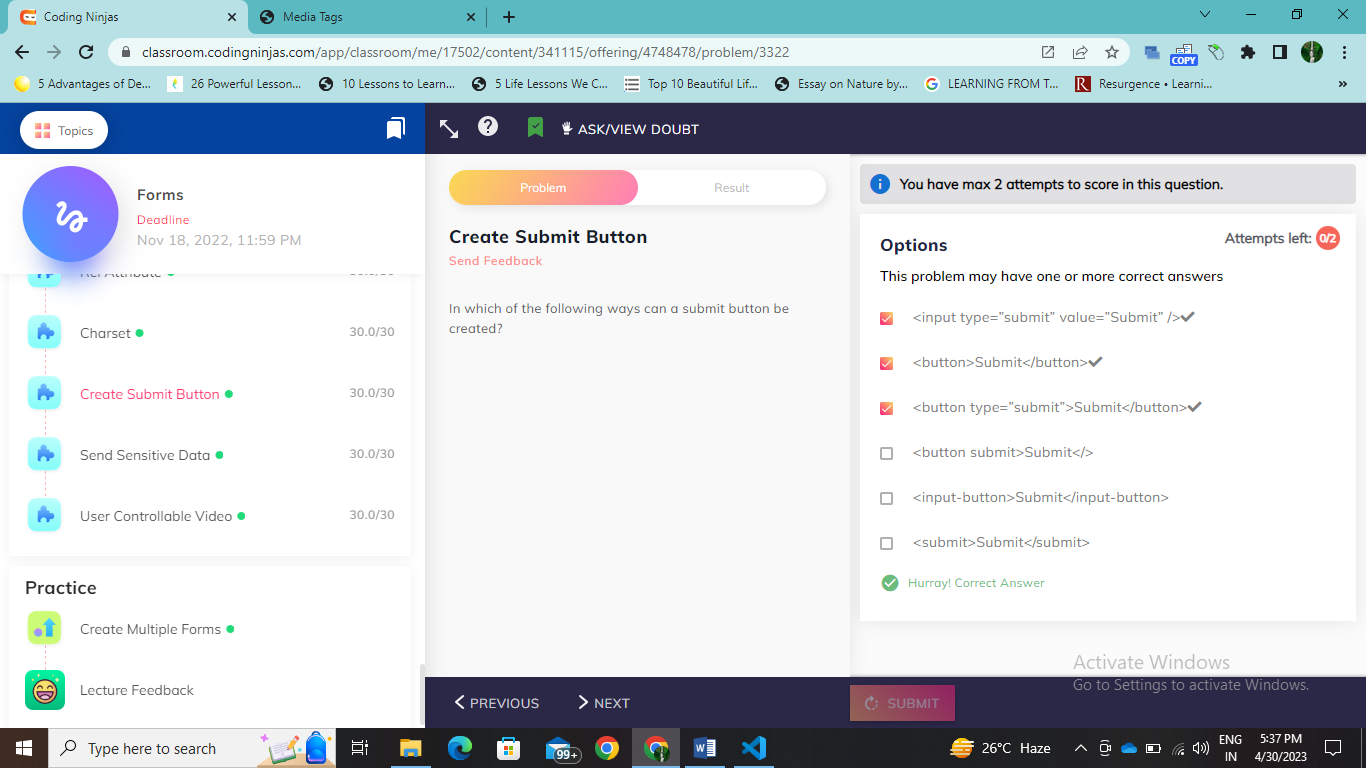 Coding Ninjas
Media Tags
classroom.codingninjas.com/app/classroom/me/17502/content/341115/offering/4748478/problem/3322
COPY
5 Advantages of De...
26 Powerful Lesson...
10 Lessons to Learn...
5 Life Lessons We C...
Top 10 Beautiful Lif...
Essay on Nature by...
LEARNING FROM T...
Resurgence • Learni...
Topics
ASK/VIEW DOUBT
Forms
Deadline
Nov 18, 2022, 11:59 PM
Rel Attribute
Charset
30.0/30
Create Submit Button
30.0/30
Send Sensitive Data
30.0/30
User Controllable Video
30.0/30
Practice
Create Multiple Forms
Lecture Feedback
Problem
Result
Create Submit Button
Send Feedback
In which of the following ways can a submit button be
created?
You have max 2 attempts to score in this question.
Options
Attempts left: 0/2
This problem may have one or more correct answers
<input type=”submit” value=”Submit” />
<button>Submit</button>
<button type=”submit”>Submit</button>
<button submit>Submit</>
<input-button>Submit</input-button>
<submit>Submit</submit>
Hurray! Correct Answer
Activate Windows
Go to Settings to activate Windows.
PREVIOUS
NEXT
SUBMIT
Type here to search
99+
26°C Haze
ENG
IN
5:37 PM
4/30/2023